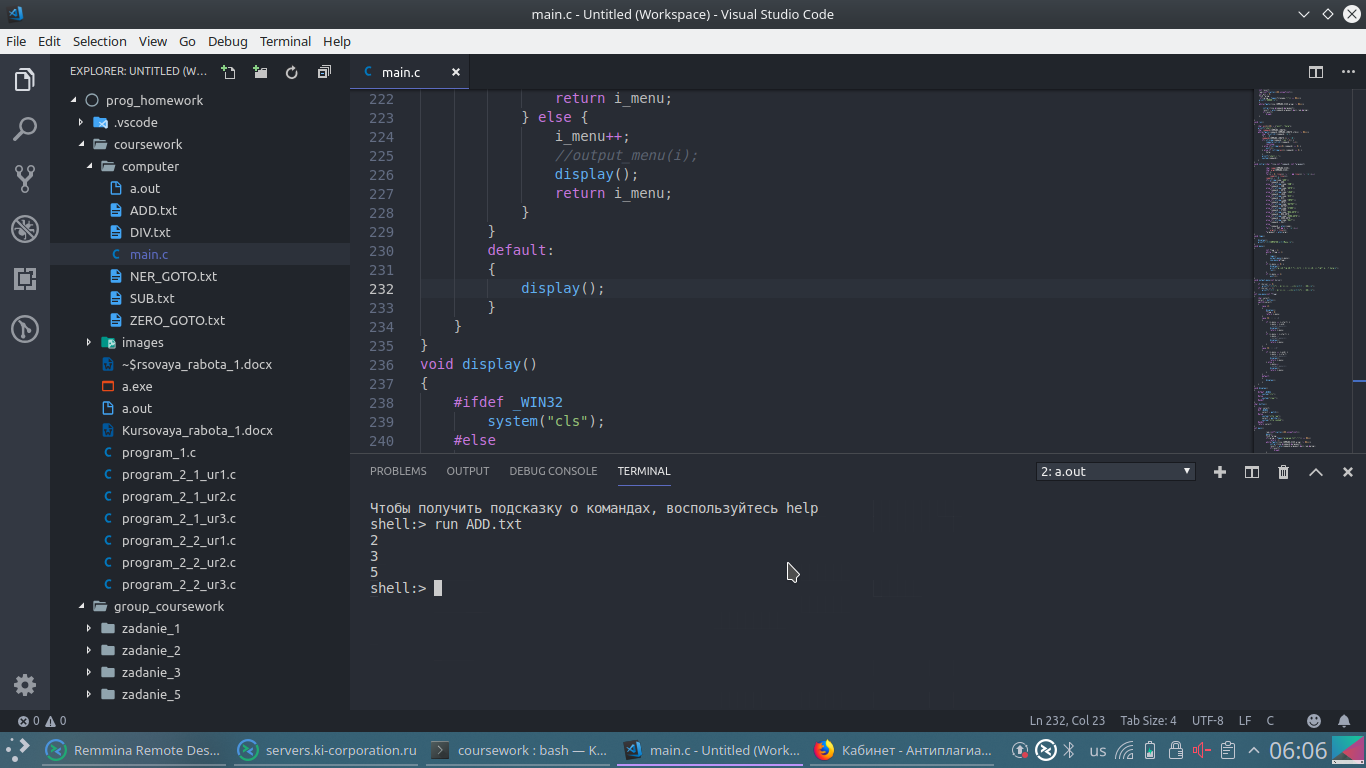 main.c - Untitled (Workspace) - Visual Studio Code
File Edit Selection View Go Debug Terminal Help
EXPLORER: UNTITLED (W...
prog_homework
.vscode
coursework
computer
a.out
ADD.txt
DIV.txt
main.c
NER_GOTO.txt
SUB.txt
ZERO_GOTO.txt
images
~$rsovaya_rabota_1.docx
a.exe
a.out
Kursovaya_rabota_1.docx
program_1.c
program_2_1_ur1.c
program_2_1_ur2.c
program_2_1_ur3.c
program_2_2_ur1.c
program_2_2_ur2.c
program_2_2_ur3.c
group_coursework
zadanie_1
zadanie_2
zadanie_3
zadanie_5
C main.c
222 return i_menu;
223 } else {
224 i_menu++;
225 //output_menu(i);
226 display();
227 return i_menu;
228 }
229 }
230 default:
231 {
232 display();
233 }
234 }
235 }
236 void display()
237 {
238 #ifdef _WIN32
239 system("cls");
240 #else
PROBLEMS OUTPUT DEBUG CONSOLE TERMINAL 2: a.out
Чтобы получить подсказку о командах, воспользуйтесь help
shell:> run ADD.txt
2
3
5
shell:>
0 0 Ln 232, Col 23 Tab Size: 4 UTF-8 LF C
Remmina Remote Des... servers.ki-corporation.ru coursework : bash — K... main.c - Untitled (Work... Кабинет - Антиплагиа... us 06:06